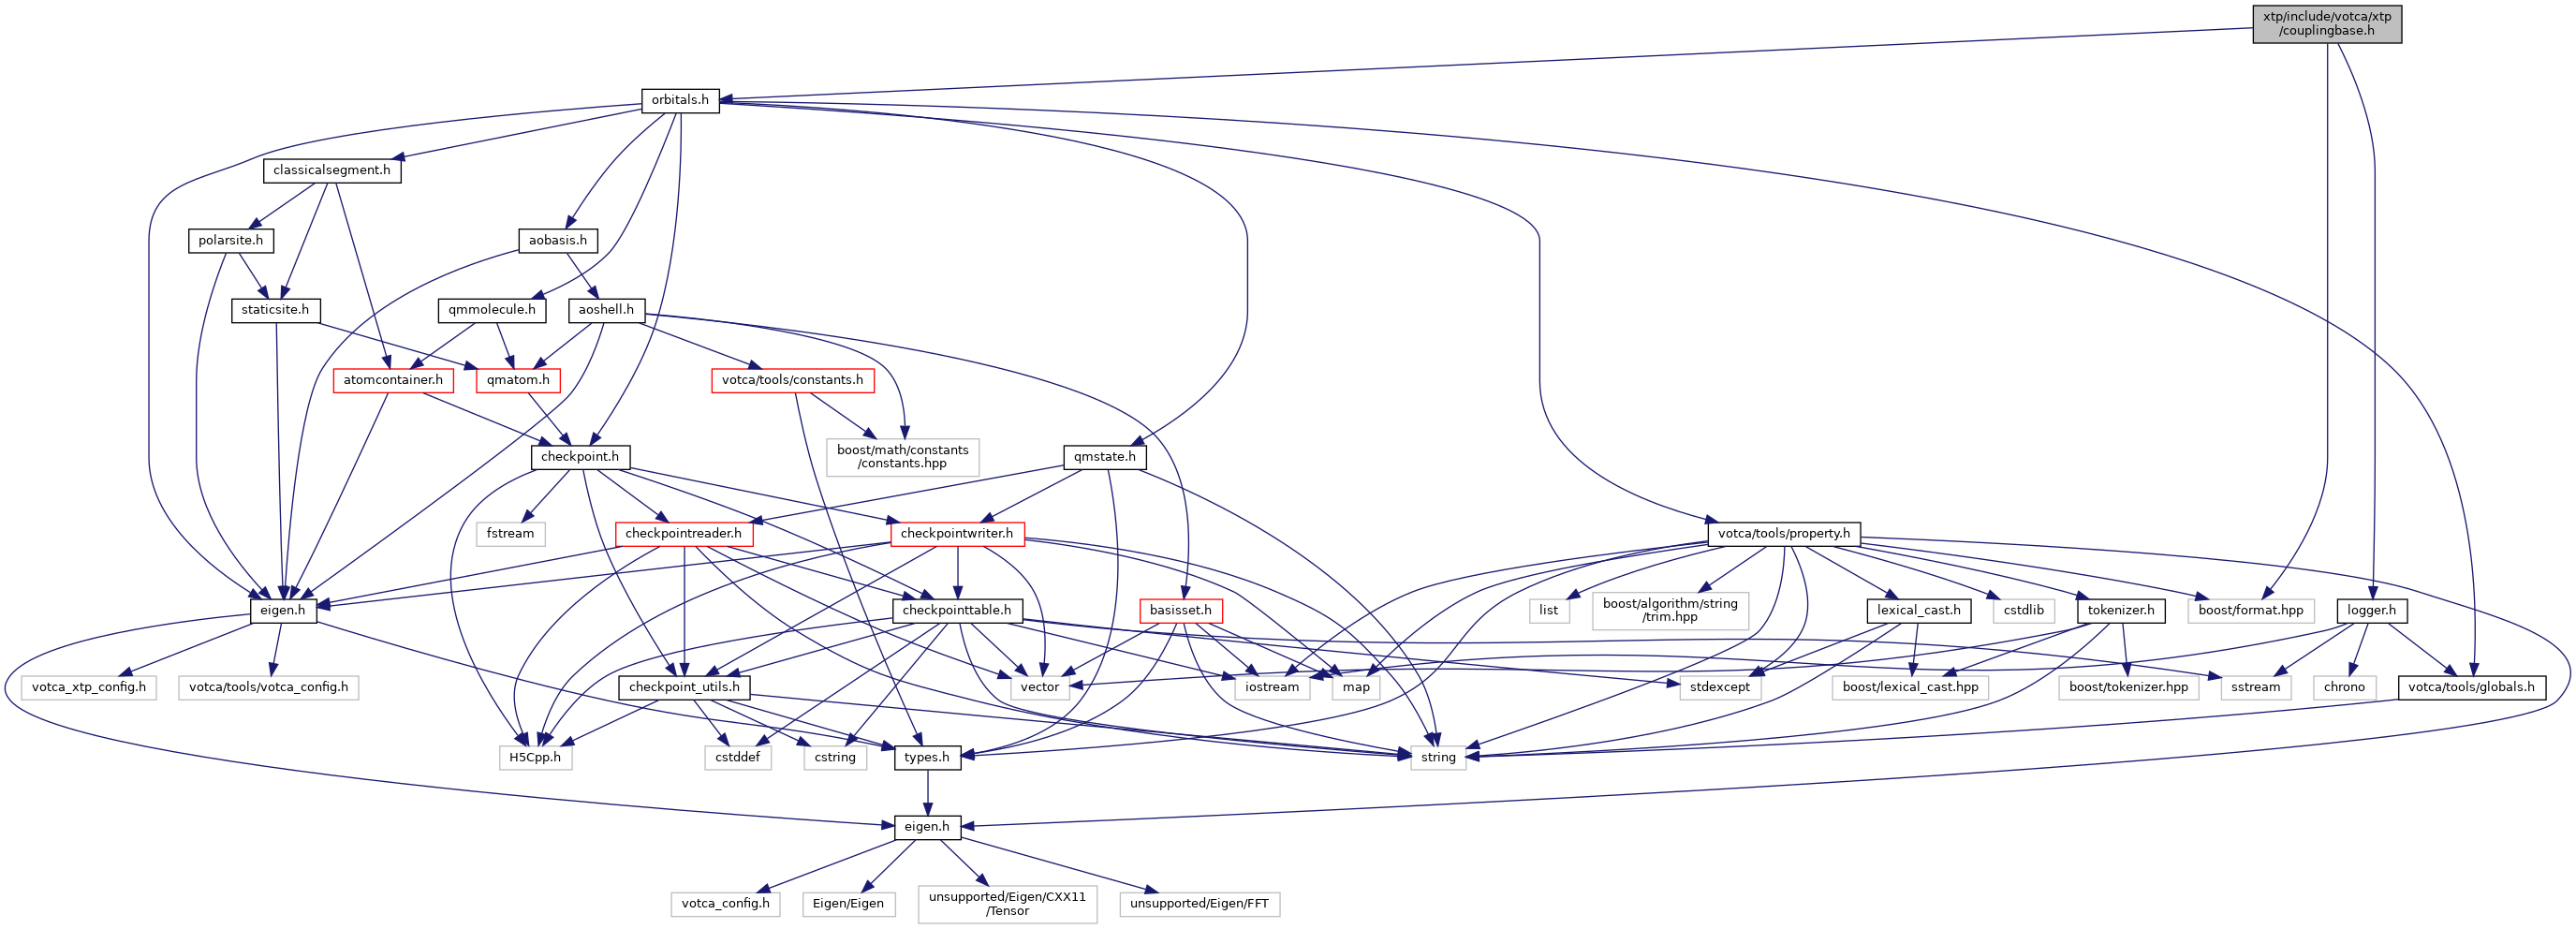 xtp/include/votca/xtp
/couplingbase.h
orbitals.h
classicalsegment.h
polarsite.h
aobasis.h
staticsite.h
qmmolecule.h
aoshell.h
atomcontainer.h
qmatom.h
votca/tools/constants.h
checkpoint.h
boost/math/constants
/constants.hpp
qmstate.h
fstream
checkpointreader.h
checkpointwriter.h
votca/tools/property.h
eigen.h
checkpointtable.h
basisset.h
list
boost/algorithm/string
/trim.hpp
lexical_cast.h
cstdlib
tokenizer.h
boost/format.hpp
logger.h
votca_xtp_config.h
votca/tools/votca_config.h
checkpoint_utils.h
vector
iostream
map
stdexcept
boost/lexical_cast.hpp
boost/tokenizer.hpp
sstream
chrono
votca/tools/globals.h
H5Cpp.h
cstddef
cstring
types.h
string
eigen.h
votca_config.h
Eigen/Eigen
unsupported/Eigen/CXX11
/Tensor
unsupported/Eigen/FFT